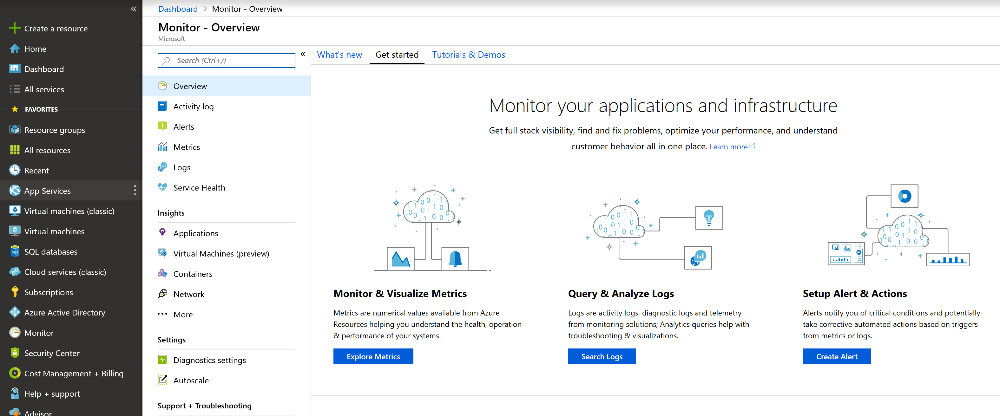 Create a resource
Home
Dashboard
All services
FAVORITES
Resource groups
All resources
Recent
App Services
Virtual machines (classic)
Virtual machines
SQL databases
Cloud services (classic)
Subscriptions
Azure Active Directory
Monitor
Security Center
Cost Management + Billing
Help + support
Advisor
Dashboard > Monitor - Overview
Monitor - Overview
Microsoft
Search (Ctrl+/)
Overview
Activity log
Alerts
Metrics
Logs
Service Health
Insights
Applications
Virtual Machines (preview)
Containers
Network
More
Settings
Diagnostics settings
Autoscale
Support + Troubleshooting
What's new Get started Tutorials & Demos
Monitor your applications and infrastructure
Get full stack visibility, find and fix problems, optimize your performance, and understand
customer behavior all in one place. Learn more
Monitor & Visualize Metrics
Metrics are numerical values available from Azure
Resources helping you understand the health, operation
& performance of your systems.
Explore Metrics
Query & Analyze Logs
Logs are activity logs, diagnostic logs and telemetry
from monitoring solutions; Analytics queries help with
troubleshooting & visualizations.
Search Logs
Setup Alert & Actions
Alerts notify you of critical conditions and potentially
take corrective automated actions based on triggers
from metrics or logs.
Create Alert